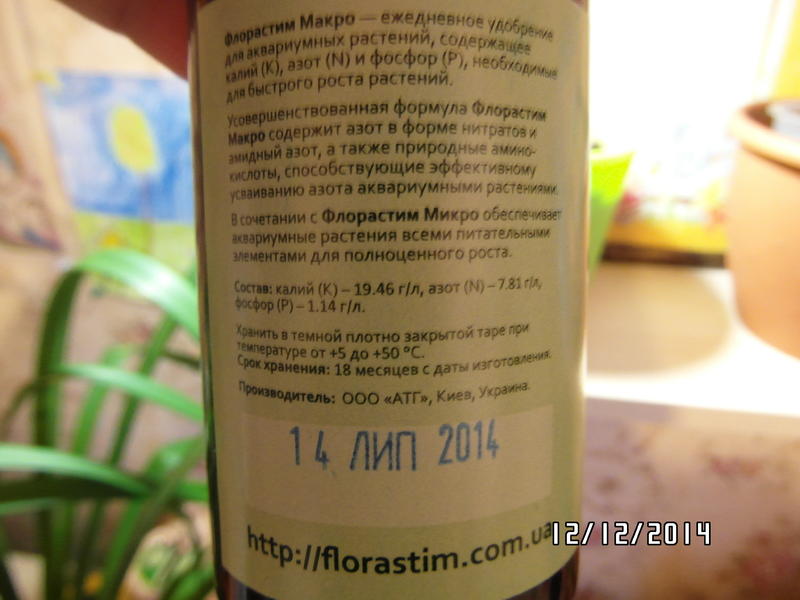 Флорастим Макро — ежедневное удобрение
для аквариумных растений, содержащее
калий (K), азот (N) и фосфор (P), необходимые
для быстрого роста растений.
Усовершенствованная формула Флорастим
Макро содержит азот в форме нитратов и
амидный азот, а также природные амино-
кислоты, способствующие эффективному
усваиванию азота аквариумными растениями.
В сочетании с Флорастим Микро обеспечивает
аквариумные растения всеми питательными
элементами для полноценного роста.
Состав: калий (K) – 19.46 г/л, азот (N) – 7.81 г/л,
фосфор (P) – 1.14 г/л.
Хранить в темной плотно закрытой таре при
температуре от +5 до +50 °C.
Срок хранения: 18 месяцев с даты изготовления.
Производитель: ООО «АТГ», Киев, Украина.
14 ЛИП 2014
http://florastim.com.ua
12/12/2014